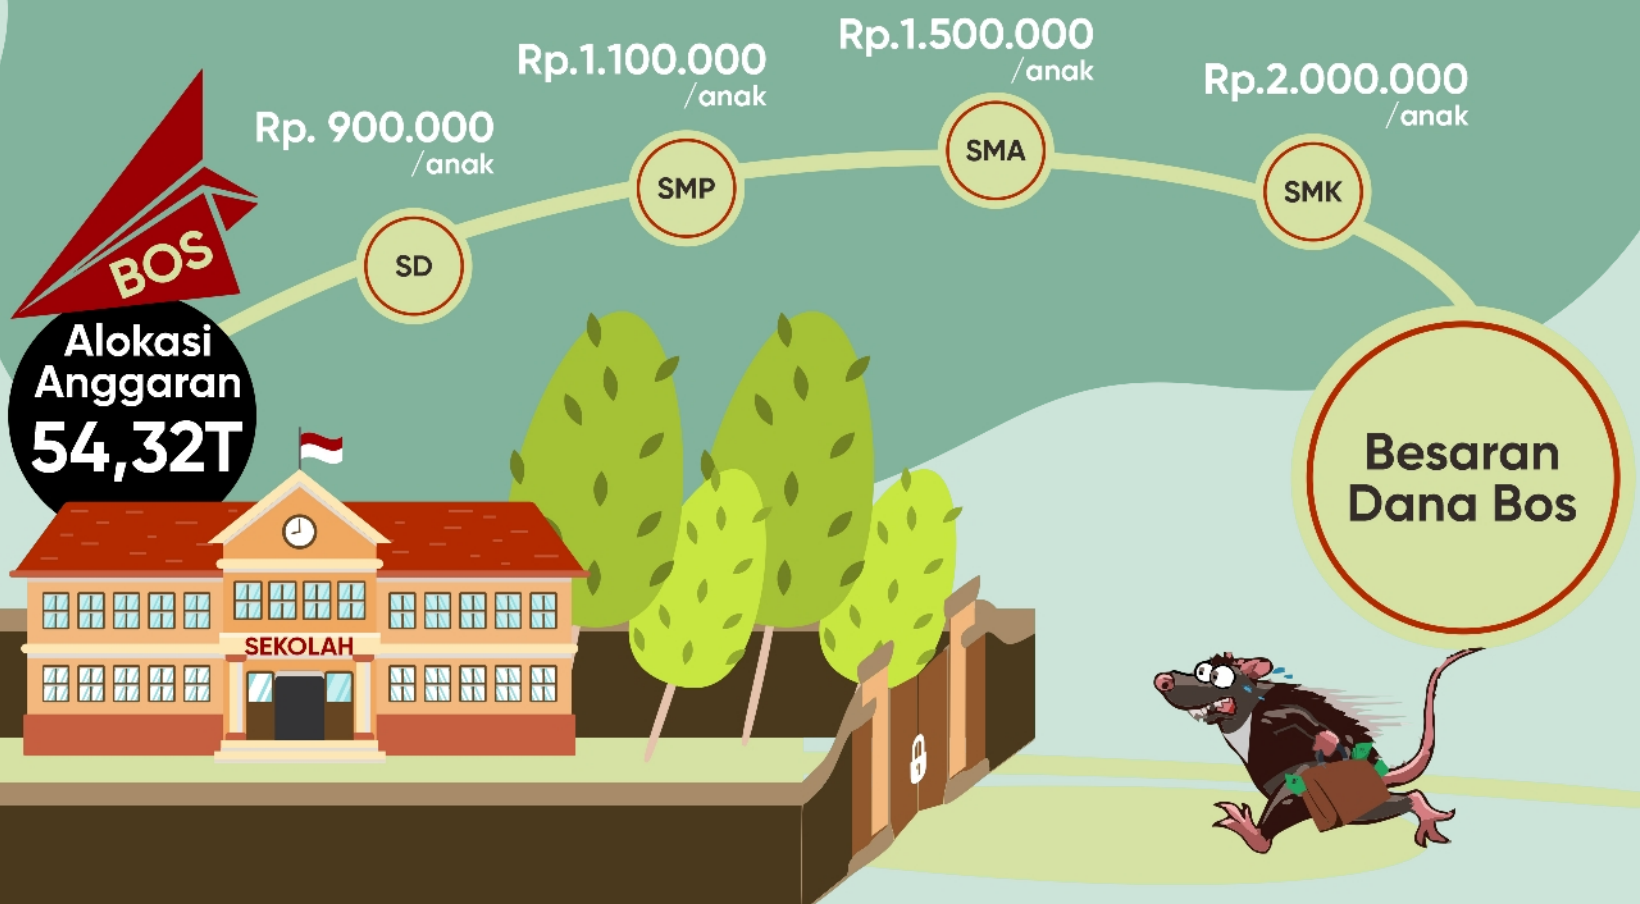 BOS
Alokasi
Anggaran
54,32T
Rp. 900.000
/anak
SD
Rp.1.100.000
/anak
SMP
Rp.1.500.000
/anak
SMA
Rp.2.000.000
/anak
SMK
Besaran
Dana Bos
SEKOLAH
1